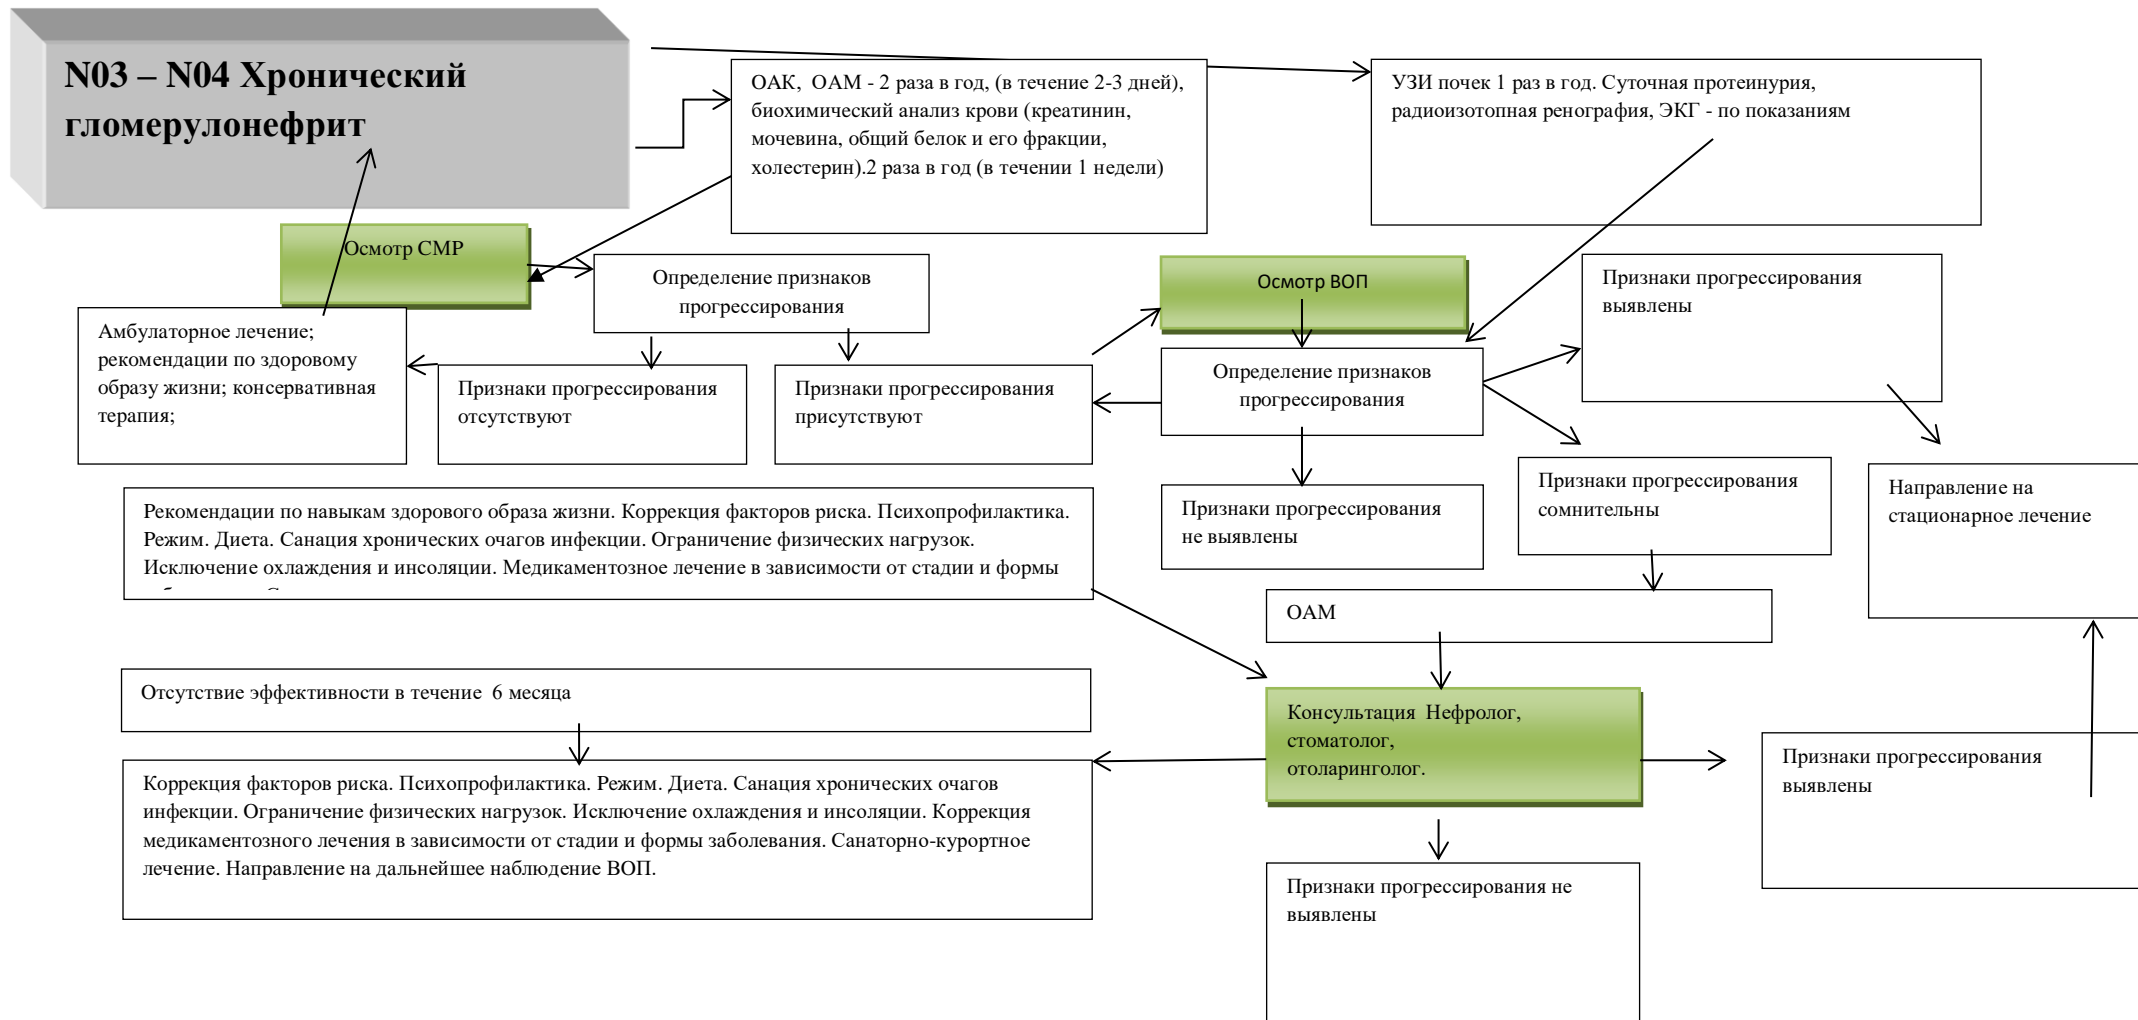 N03 – N04 Хронический
гломерулонефрит
ОАК, ОАМ - 2 раза в год, (в течение 2-3 дней),
биохимический анализ крови (креатинин,
мочевина, общий белок и его фракции,
холестерин).2 раза в год (в течении 1 недели)
УЗИ почек 1 раз в год. Суточная протеинурия,
радиоизотопная ренография, ЭКГ - по показаниям
Осмотр СМР
Определение признаков
прогрессирования
Осмотр ВОП
Признаки прогрессирования
выявлены
Амбулаторное лечение;
рекомендации по здоровому
образу жизни; консервативная
терапия;
Признаки прогрессирования
отсутствуют
Признаки прогрессирования
присутствуют
Определение признаков
прогрессирования
Признаки прогрессирования
не выявлены
Признаки прогрессирования
сомнительны
Направление на
стационарное лечение
Рекомендации по навыкам здорового образа жизни. Коррекция факторов риска. Психопрофилактика.
Режим. Диета. Санация хронических очагов инфекции. Ограничение физических нагрузок.
Исключение охлаждения и инсоляции. Медикаментозное лечение в зависимости от стадии и формы
ОАМ
Отсутствие эффективности в течение 6 месяца
Консультация Нефролог,
стоматолог,
отоларинголог.
Признаки прогрессирования
выявлены
Коррекция факторов риска. Психопрофилактика. Режим. Диета. Санация хронических очагов
инфекции. Ограничение физических нагрузок. Исключение охлаждения и инсоляции. Коррекция
медикаментозного лечения в зависимости от стадии и формы заболевания. Санаторно-курортное
лечение. Направление на дальнейшее наблюдение ВОП.
Признаки прогрессирования не
выявлены